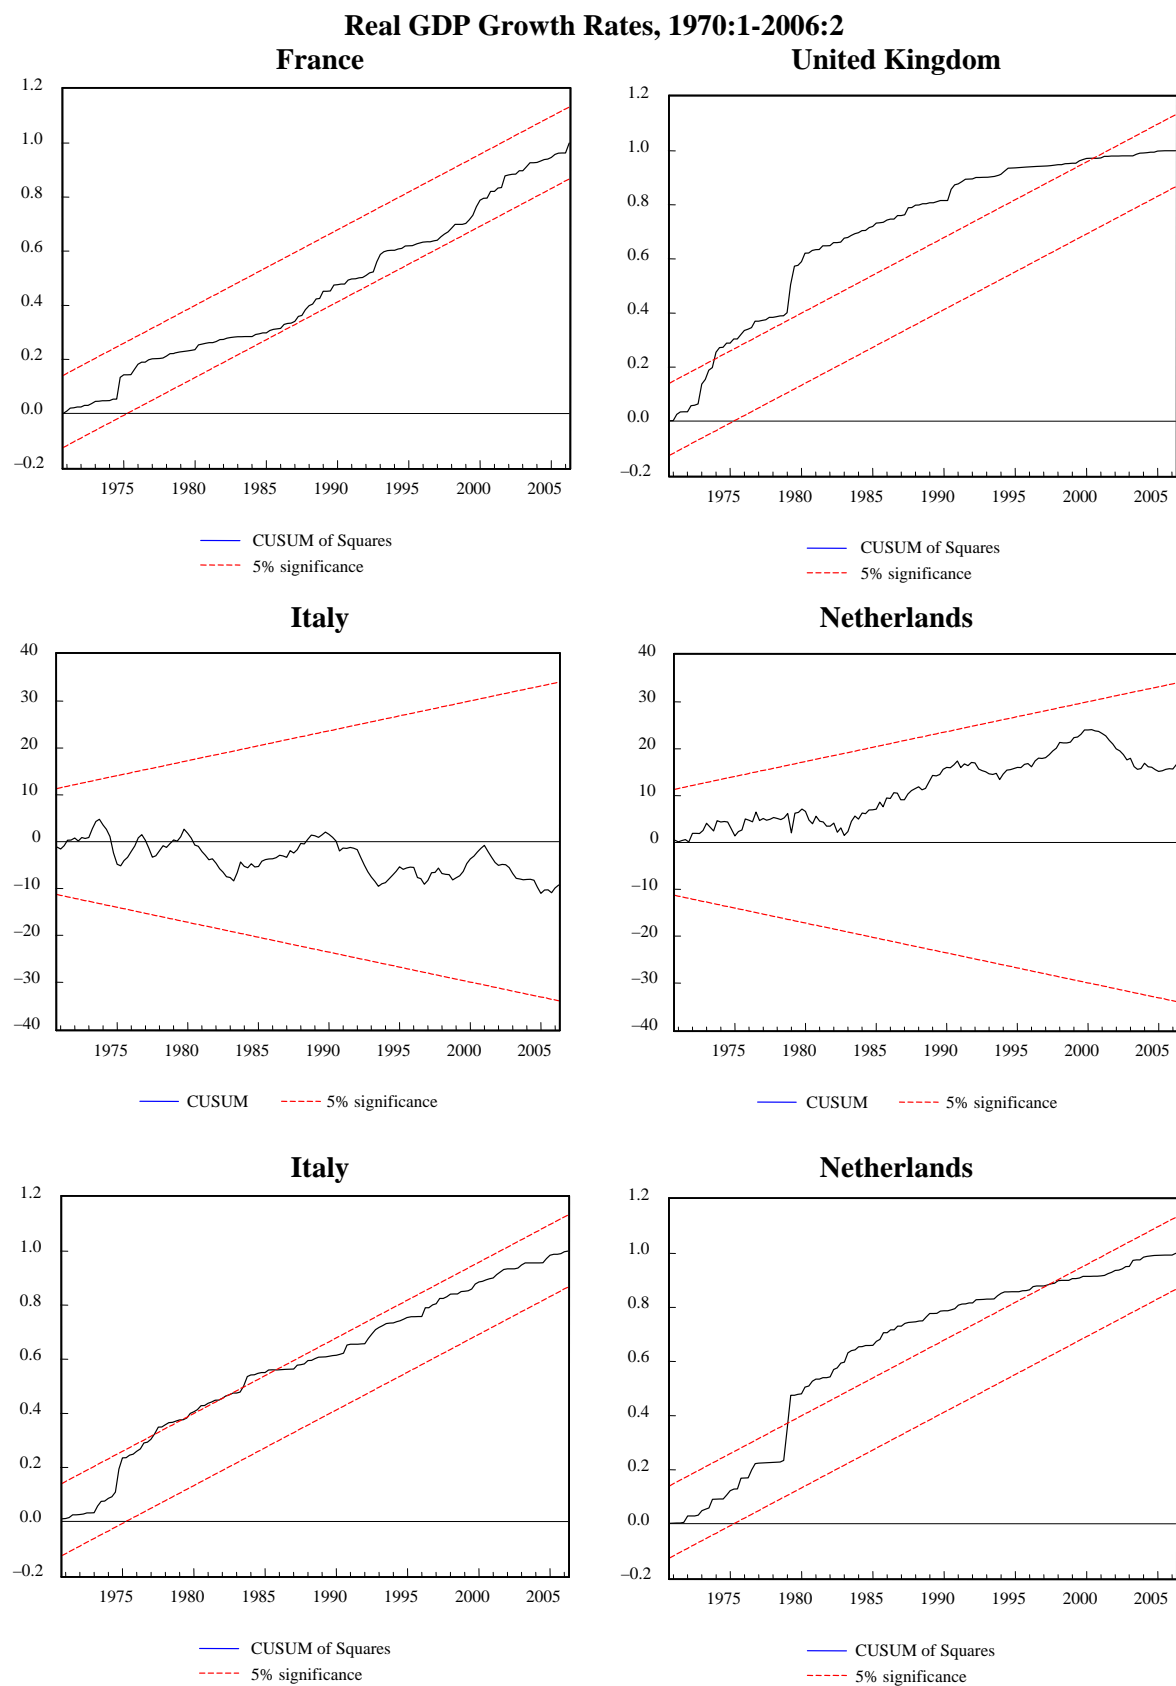 Real GDP Growth Rates, 1970:1-2006:2
France
1.2
1.0
0.8
0.6
0.4
0.2
0.0
–0.2
1975 1980 1985 1990 1995 2000 2005
CUSUM of Squares
5% significance
United Kingdom
1.2
1.0
0.8
0.6
0.4
0.2
0.0
–0.2
1975 1980 1985 1990 1995 2000 2005
CUSUM of Squares
5% significance
Italy
40
30
20
10
0
–10
–20
–30
–40
1975 1980 1985 1990 1995 2000 2005
CUSUM 5% significance
Netherlands
40
30
20
10
0
–10
–20
–30
–40
1975 1980 1985 1990 1995 2000 2005
CUSUM 5% significance
Italy
1.2
1.0
0.8
0.6
0.4
0.2
0.0
–0.2
1975 1980 1985 1990 1995 2000 2005
CUSUM of Squares
5% significance
Netherlands
1.2
1.0
0.8
0.6
0.4
0.2
0.0
–0.2
1975 1980 1985 1990 1995 2000 2005
CUSUM of Squares
5% significance